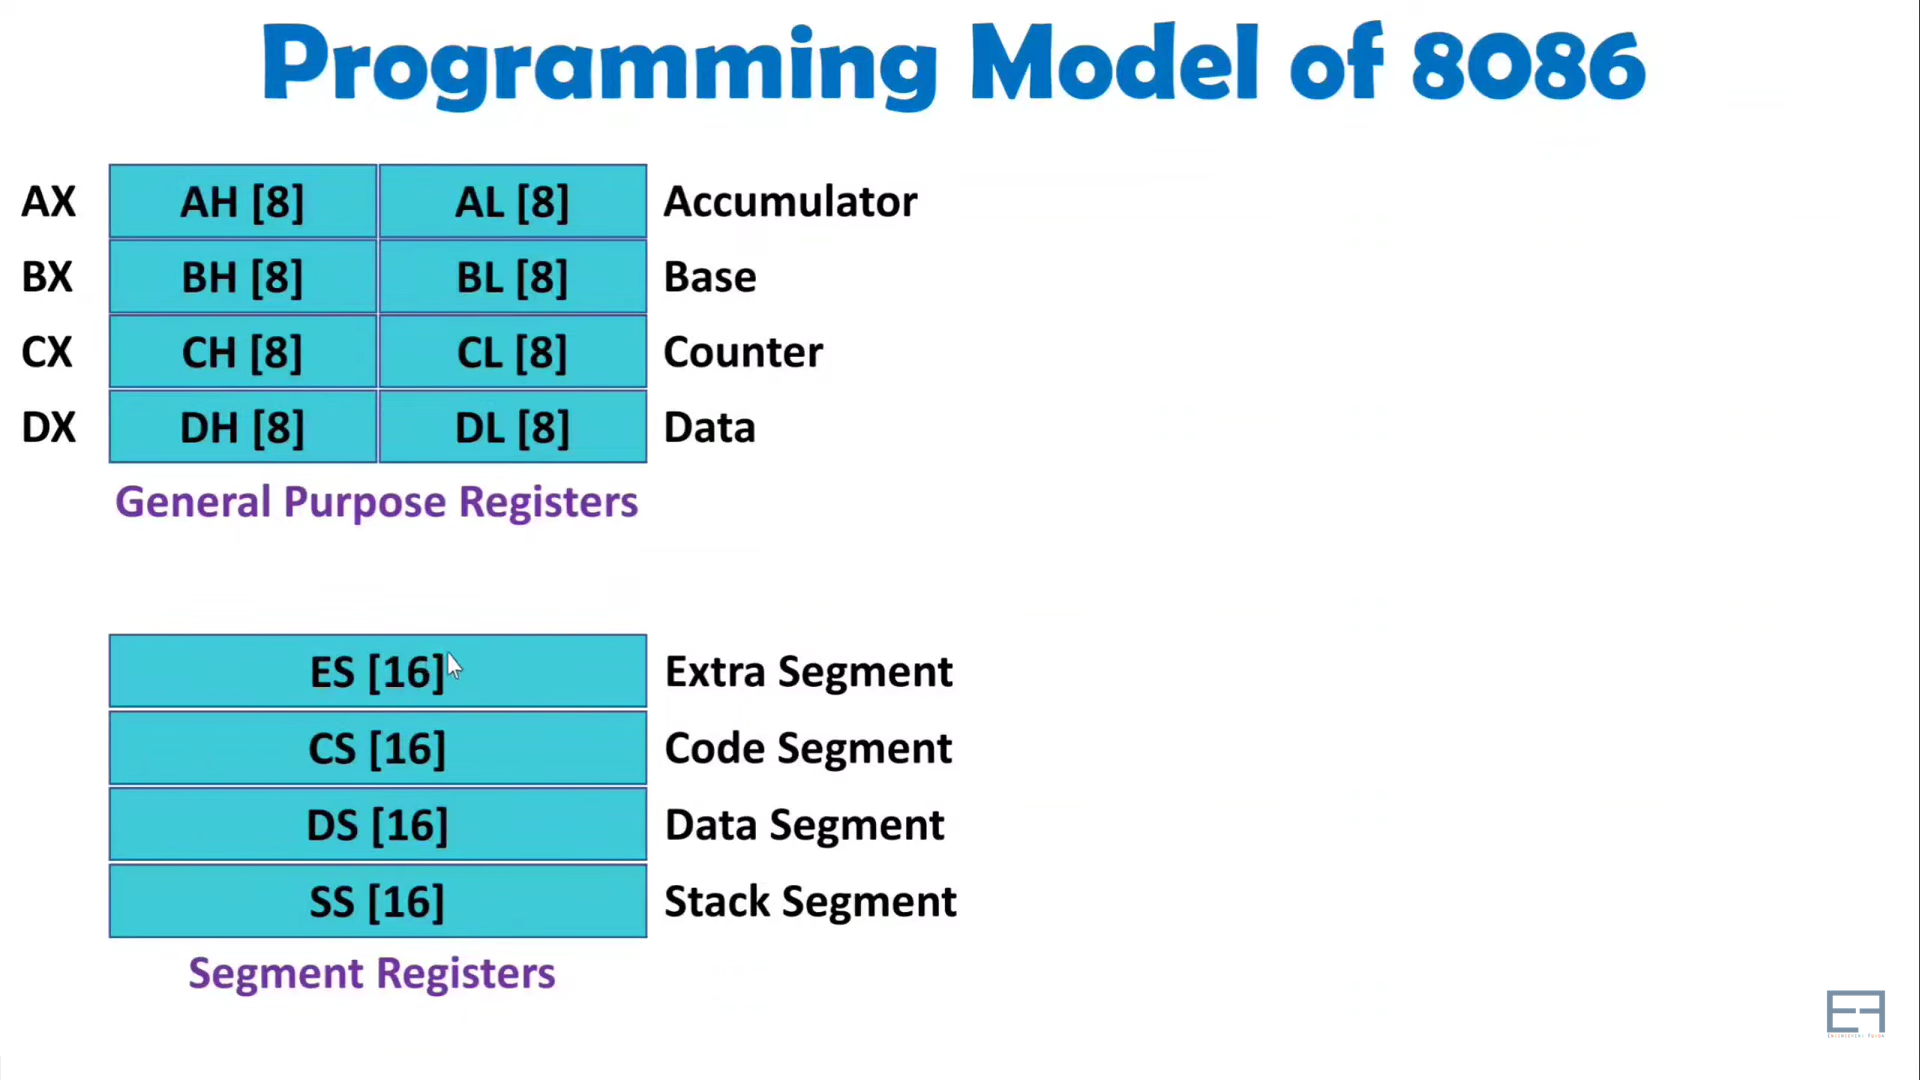 Programming Model of 8086
AX AH [8] AL [8] Accumulator
BX BH [8] BL [8] Base
CX CH [8] CL [8] Counter
DX DH [8] DL [8] Data
General Purpose Registers
ES [16] Extra Segment
CS [16] Code Segment
DS [16] Data Segment
SS [16] Stack Segment
Segment Registers